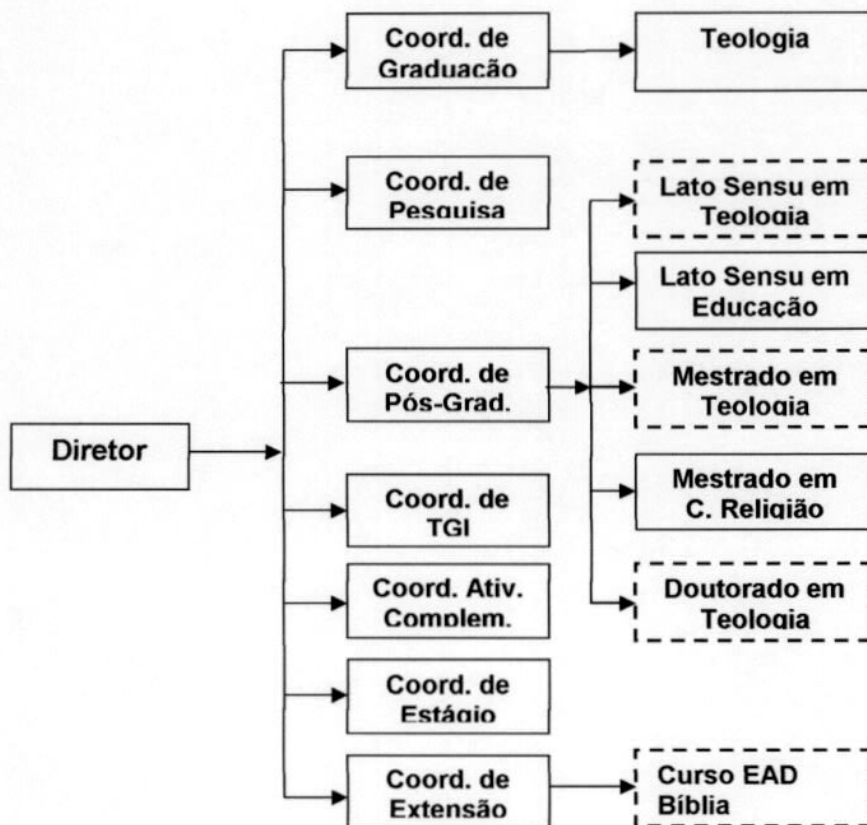 Diretor
Coord. de
Graduação
Coord. de
Pesquisa
Coord. de
Pós-Grad.
Coord. de
TGI
Coord. Ativ.
Complem.
Coord. de
Estágio
Coord. de
Extensão
Teologia
Lato Sensu em
Teologia
Lato Sensu em
Educação
Mestrado em
Teologia
Mestrado em
C. Religião
Doutorado em
Teologia
Curso EAD
Bíblia